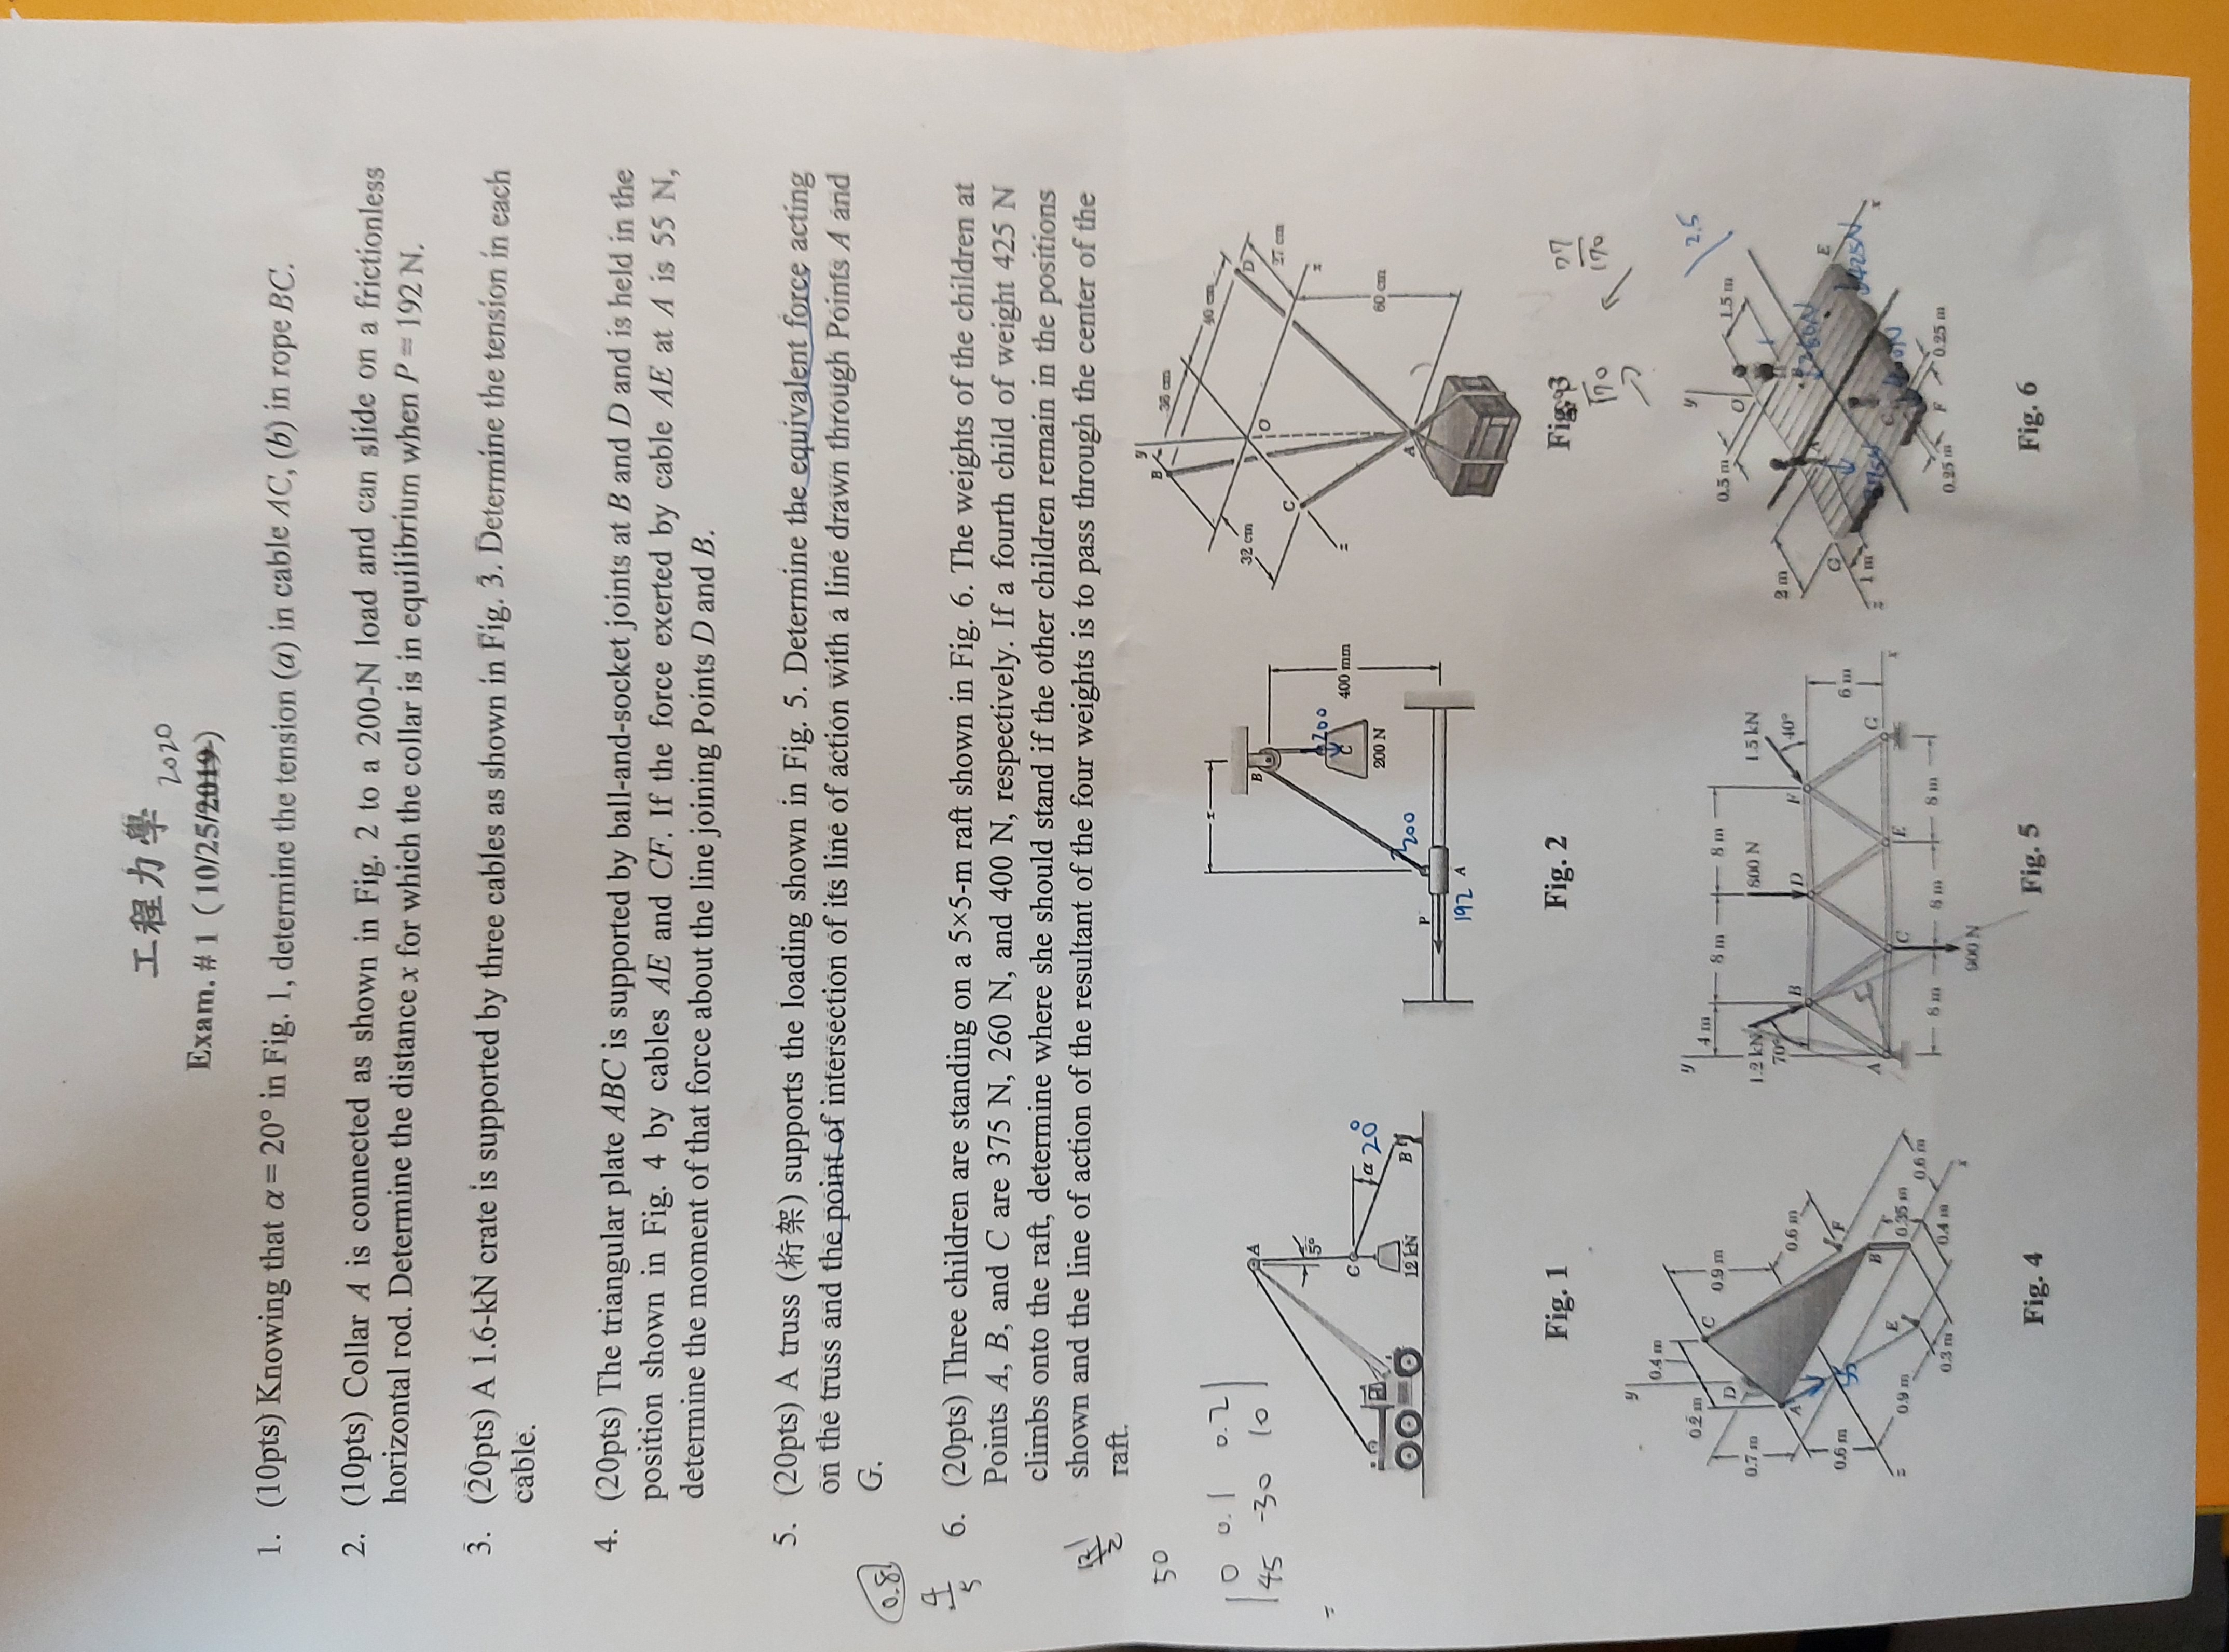 工程力學
2020
Exam. # 1 ( 10/25/2019 )
1. (10pts) Knowing that α = 20° in Fig. 1, determine the tension (a) in cable AC, (b) in rope BC.
2. (10pts) Collar A is connected as shown in Fig. 2 to a 200-N load and can slide on a frictionless
horizontal rod. Determine the distance x for which the collar is in equilibrium when P = 192 N.
3. (20pts) A 1.6-kN crate is supported by three cables as shown in Fig. 3. Determine the tension in each
cable.
4. (20pts) The triangular plate ABC is supported by ball-and-socket joints at B and D and is held in the
position shown in Fig. 4 by cables AE and CF. If the force exerted by cable AE at A is 55 N,
determine the moment of that force about the line joining Points D and B.
5. (20pts) A truss (桁架) supports the loading shown in Fig. 5. Determine the equivalent force acting
on the truss and the point of intersection of its line of action with a line drawn through Points A and
G.
0.8
4
5
6. (20pts) Three children are standing on a 5×5-m raft shown in Fig. 6. The weights of the children at
Points A, B, and C are 375 N, 260 N, and 400 N, respectively. If a fourth child of weight 425 N
climbs onto the raft, determine where she should stand if the other children remain in the positions
shown and the line of action of the resultant of the four weights is to pass through the center of the
raft.
50
0 0.1 0.2
45 -30 10
=
A
5°
C
α 20°
B
12 kN
Fig. 1
x
B
200
C
400 mm
200 N
200
P
192 A
Fig. 2
y
B
36 cm
40 cm
32 cm
D
O
27 cm
C
x
z
60 cm
A
Fig. 3
77
170
170
y
0.4 m
0.2 m
C
0.9 m
D
0.7 m
A
0.6 m
0.6 m
55
F
B
E
z
0.9 m
0.35 m
0.6 m
0.3 m
0.4 m
x
Fig. 4
y
4 m
8 m
8 m
1.2 kN
800 N
1.5 kN
70°
40°
B
D
F
6 m
A
G
C
E
x
8 m
8 m
8 m
900 N
Fig. 5
2.5
y
0.5 m
O
1.5 m
2 m
B
260N
A
E
G
425N
z
1 m
375N
x
C
400N
0.25 m
F
0.25 m
Fig. 6